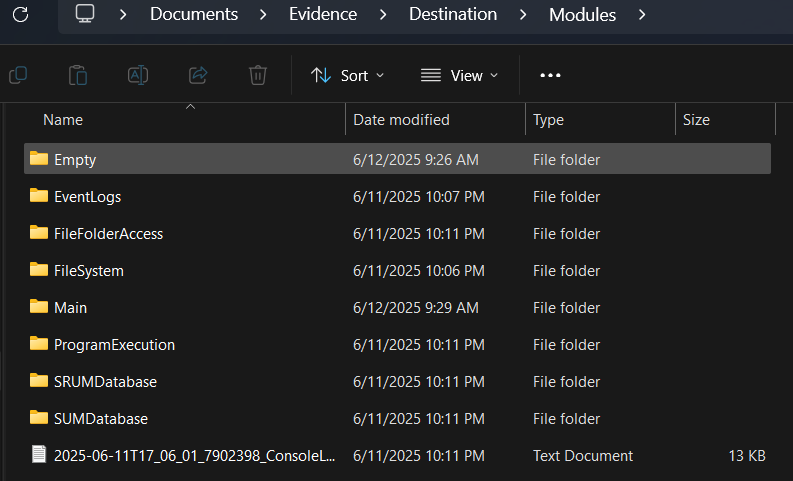 Documents > Evidence > Destination > Modules >
Sort View
Name Date modified Type Size
Empty 6/12/2025 9:26 AM File folder
EventLogs 6/11/2025 10:07 PM File folder
FileFolderAccess 6/11/2025 10:11 PM File folder
FileSystem 6/11/2025 10:06 PM File folder
Main 6/12/2025 9:29 AM File folder
ProgramExecution 6/11/2025 10:11 PM File folder
SRUMDatabase 6/11/2025 10:11 PM File folder
SUMDatabase 6/11/2025 10:11 PM File folder
2025-06-11T17_06_01_7902398_ConsoleL... 6/11/2025 10:11 PM Text Document 13 KB